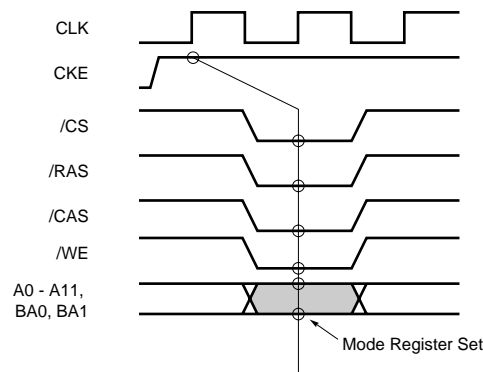 CLK
CKE
/CS
/RAS
/CAS
/WE
A0 - A11,
BA0, BA1
Mode Register Set